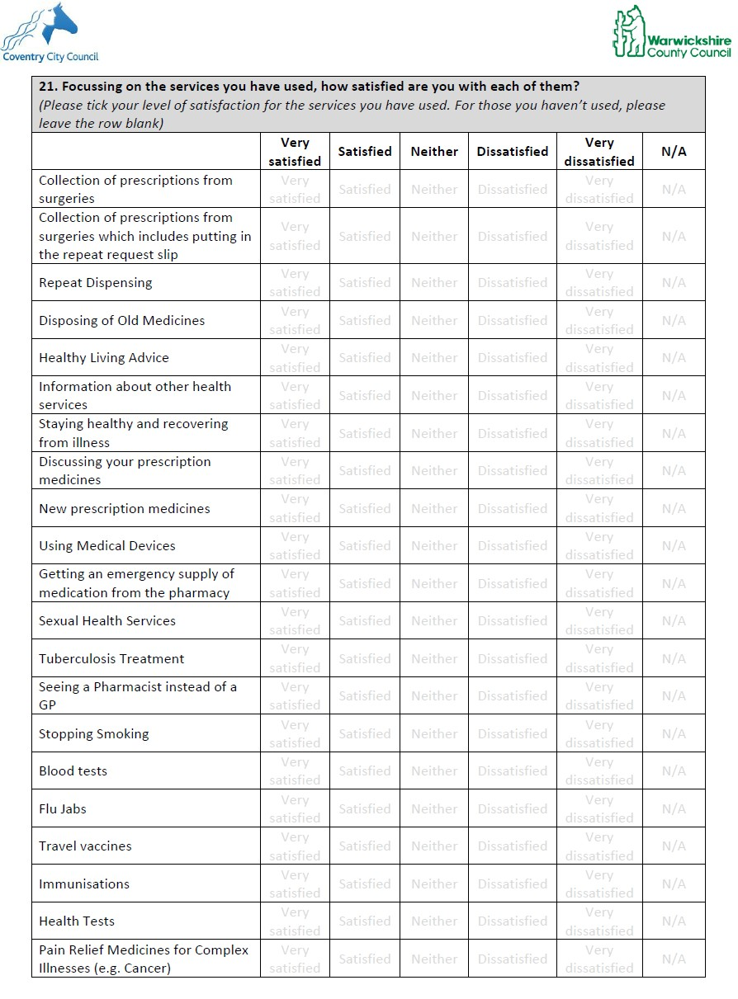 Coventry City Council
Warwickshire
County Council
21. Focussing on the services you have used, how satisfied are you with each of them?
(Please tick your level of satisfaction for the services you have used. For those you haven't used, please
leave the row blank)
Very satisfied Satisfied Neither Dissatisfied Very dissatisfied N/A
Collection of prescriptions from
surgeries
Very satisfied Satisfied Neither Dissatisfied Very dissatisfied N/A
Collection of prescriptions from
surgeries which includes putting in
the repeat request slip
Very satisfied Satisfied Neither Dissatisfied Very dissatisfied N/A
Repeat Dispensing
Very satisfied Satisfied Neither Dissatisfied Very dissatisfied N/A
Disposing of Old Medicines
Very satisfied Satisfied Neither Dissatisfied Very dissatisfied N/A
Healthy Living Advice
Very satisfied Satisfied Neither Dissatisfied Very dissatisfied N/A
Information about other health
services
Very satisfied Satisfied Neither Dissatisfied Very dissatisfied N/A
Staying healthy and recovering
from illness
Very satisfied Satisfied Neither Dissatisfied Very dissatisfied N/A
Discussing your prescription
medicines
Very satisfied Satisfied Neither Dissatisfied Very dissatisfied N/A
New prescription medicines
Very satisfied Satisfied Neither Dissatisfied Very dissatisfied N/A
Using Medical Devices
Very satisfied Satisfied Neither Dissatisfied Very dissatisfied N/A
Getting an emergency supply of
medication from the pharmacy
Very satisfied Satisfied Neither Dissatisfied Very dissatisfied N/A
Sexual Health Services
Very satisfied Satisfied Neither Dissatisfied Very dissatisfied N/A
Tuberculosis Treatment
Very satisfied Satisfied Neither Dissatisfied Very dissatisfied N/A
Seeing a Pharmacist instead of a
GP
Very satisfied Satisfied Neither Dissatisfied Very dissatisfied N/A
Stopping Smoking
Very satisfied Satisfied Neither Dissatisfied Very dissatisfied N/A
Blood tests
Very satisfied Satisfied Neither Dissatisfied Very dissatisfied N/A
Flu Jabs
Very satisfied Satisfied Neither Dissatisfied Very dissatisfied N/A
Travel vaccines
Very satisfied Satisfied Neither Dissatisfied Very dissatisfied N/A
Immunisations
Very satisfied Satisfied Neither Dissatisfied Very dissatisfied N/A
Health Tests
Very satisfied Satisfied Neither Dissatisfied Very dissatisfied N/A
Pain Relief Medicines for Complex
Illnesses (e.g. Cancer)
Very satisfied Satisfied Neither Dissatisfied Very dissatisfied N/A